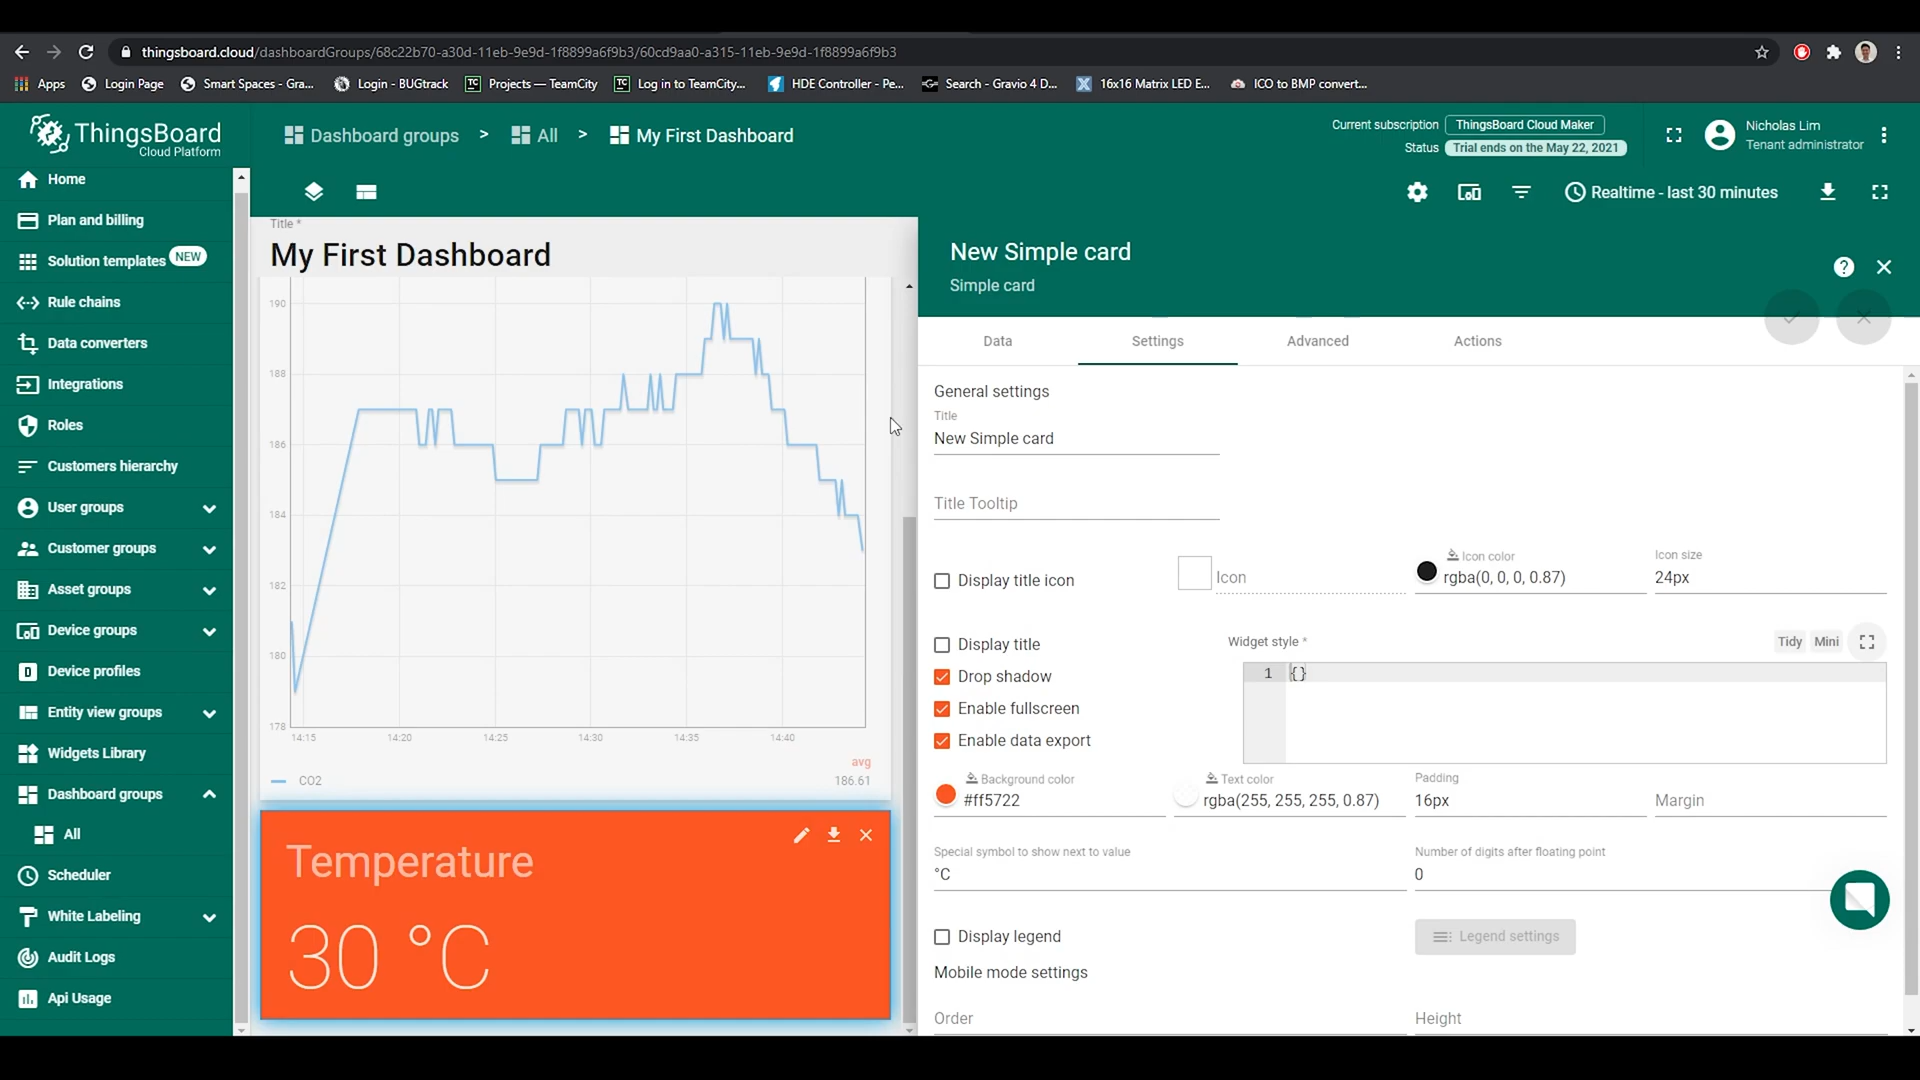 thingsboard.cloud/dashboardGroups/68c22b70-a30d-11eb-9e9d-1f8899a6f9b3/60cd9aa0-a315-11eb-9e9d-1f8899a6f9b3
Apps Login Page Smart Spaces - Gra... Login - BUGtrack Projects — TeamCity Log in to TeamCity... HDE Controller - Pe... Search - Gravio 4 D... 16x16 Matrix LED E... ICO to BMP convert...
ThingsBoard
Cloud Platform
Dashboard groups > All > My First Dashboard
Current subscription ThingsBoard Cloud Maker
Status Trial ends on the May 22, 2021
Nicholas Lim
Tenant administrator
Realtime - last 30 minutes
Home
Plan and billing
Solution templates NEW
Rule chains
Data converters
Integrations
Roles
Customers hierarchy
User groups
Customer groups
Asset groups
Device groups
Device profiles
Entity view groups
Widgets Library
Dashboard groups
All
Scheduler
White Labeling
Audit Logs
Api Usage
Title *
My First Dashboard
190
188
186
184
182
180
178
14:15 14:20 14:25 14:30 14:35 14:40
avg
CO2 186.61
Temperature
30 °C
New Simple card
Simple card
Data Settings Advanced Actions
General settings
Title
New Simple card
Title Tooltip
Display title icon
Icon
Icon color
rgba(0, 0, 0, 0.87)
Icon size
24px
Display title
Drop shadow
Enable fullscreen
Enable data export
Widget style *
Tidy Mini
1 {}
Background color
#ff5722
Text color
rgba(255, 255, 255, 0.87)
Padding
16px
Margin
Special symbol to show next to value
°C
Number of digits after floating point
0
Display legend
Legend settings
Mobile mode settings
Order Height